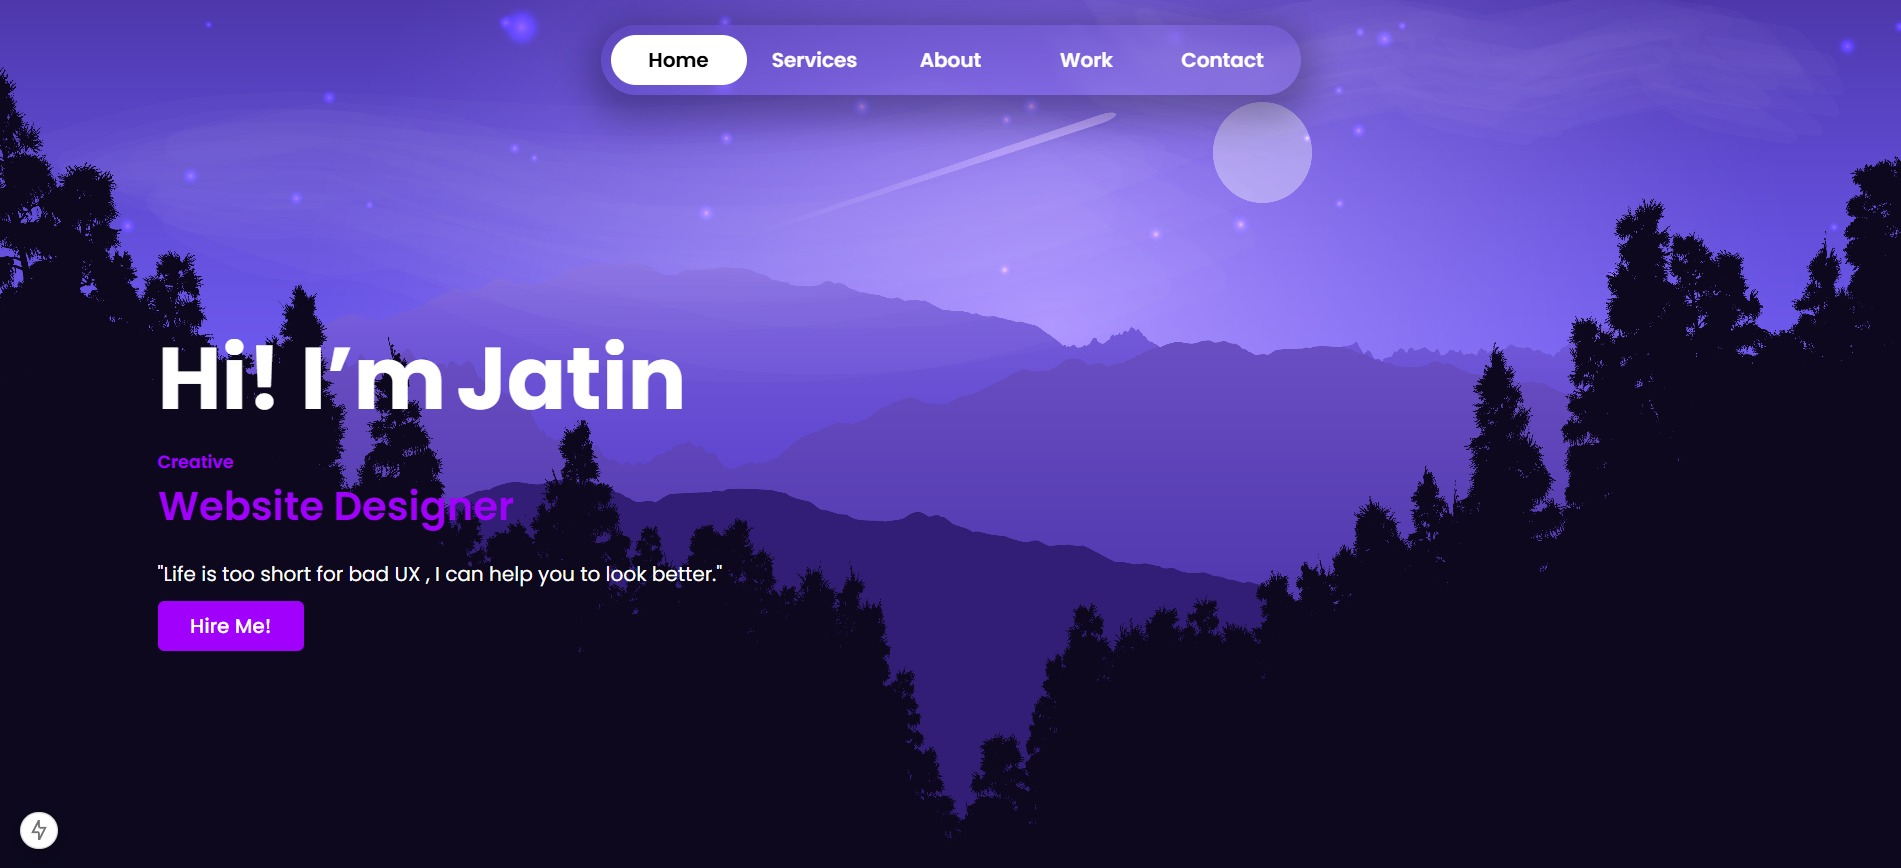 Home Services About Work Contact
Hi! I’m Jatin
Creative
Website Designer
"Life is too short for bad UX , I can help you to look better."
Hire Me!